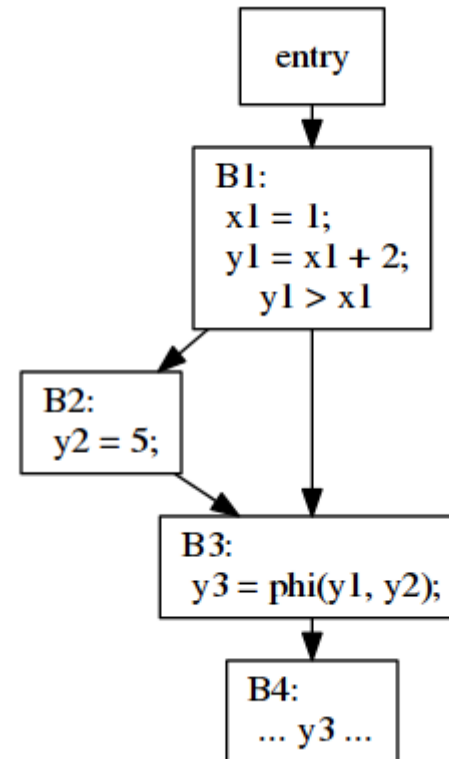 entry
B1:
x1 = 1;
y1 = x1 + 2;
y1 > x1
B2:
y2 = 5;
B3:
y3 = phi(y1, y2);
B4:
... y3 ...